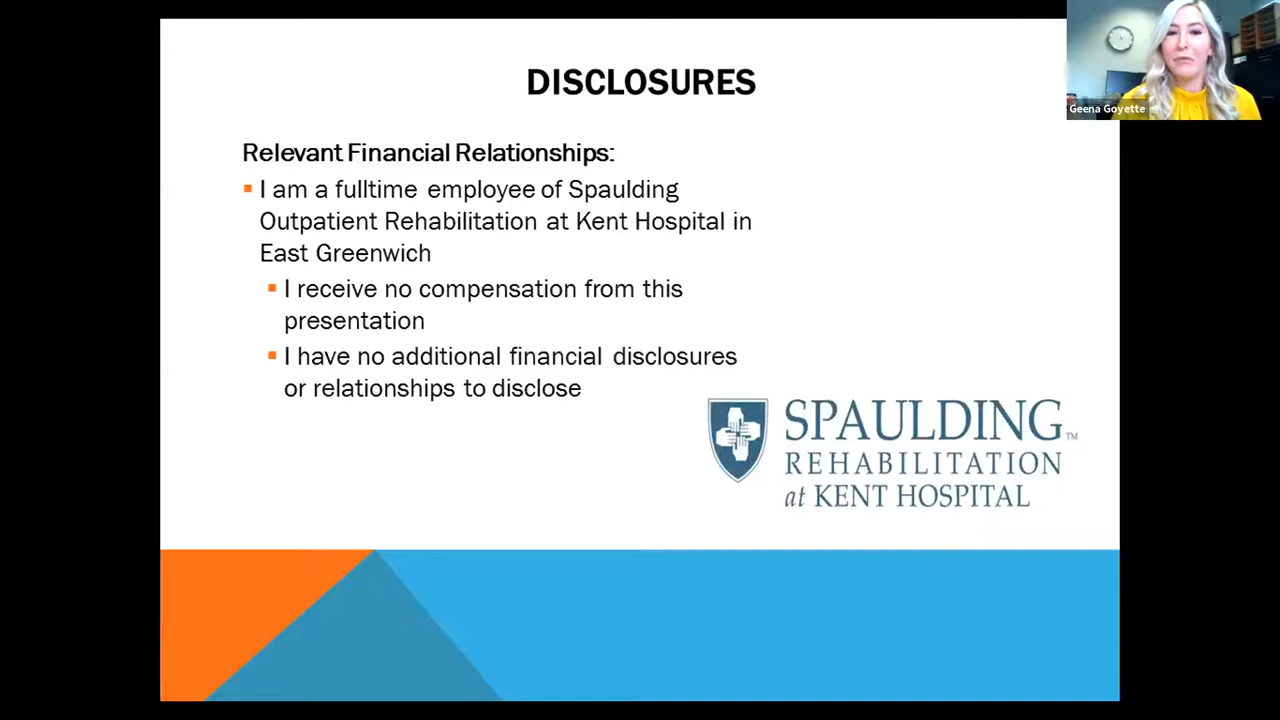 DISCLOSURES
Geena Goyette
Relevant Financial Relationships:
I am a fulltime employee of Spaulding
Outpatient Rehabilitation at Kent Hospital in
East Greenwich
I receive no compensation from this
presentation
I have no additional financial disclosures
or relationships to disclose
SPAULDING™
REHABILITATION
at KENT HOSPITAL